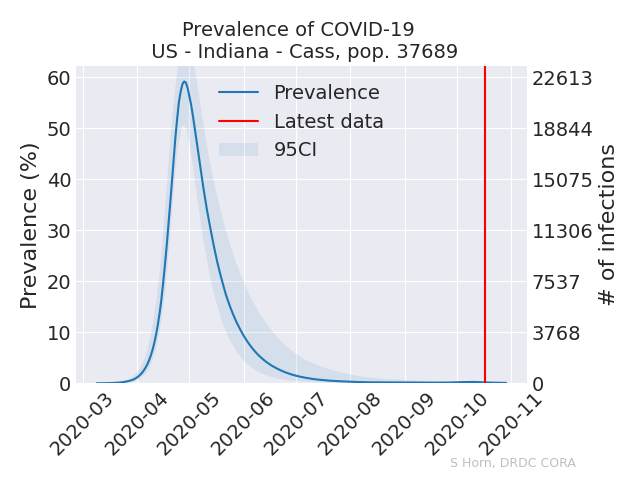 Prevalence of COVID-19
US - Indiana - Cass, pop. 37689
Prevalence (%)
60
50
40
30
20
10
0
Prevalence
Latest data
95CI
22613
18844
15075
11306
7537
3768
0
# of infections
2020-03
2020-04
2020-05
2020-06
2020-07
2020-08
2020-09
2020-10
2020-11
S Horn, DRDC CORA